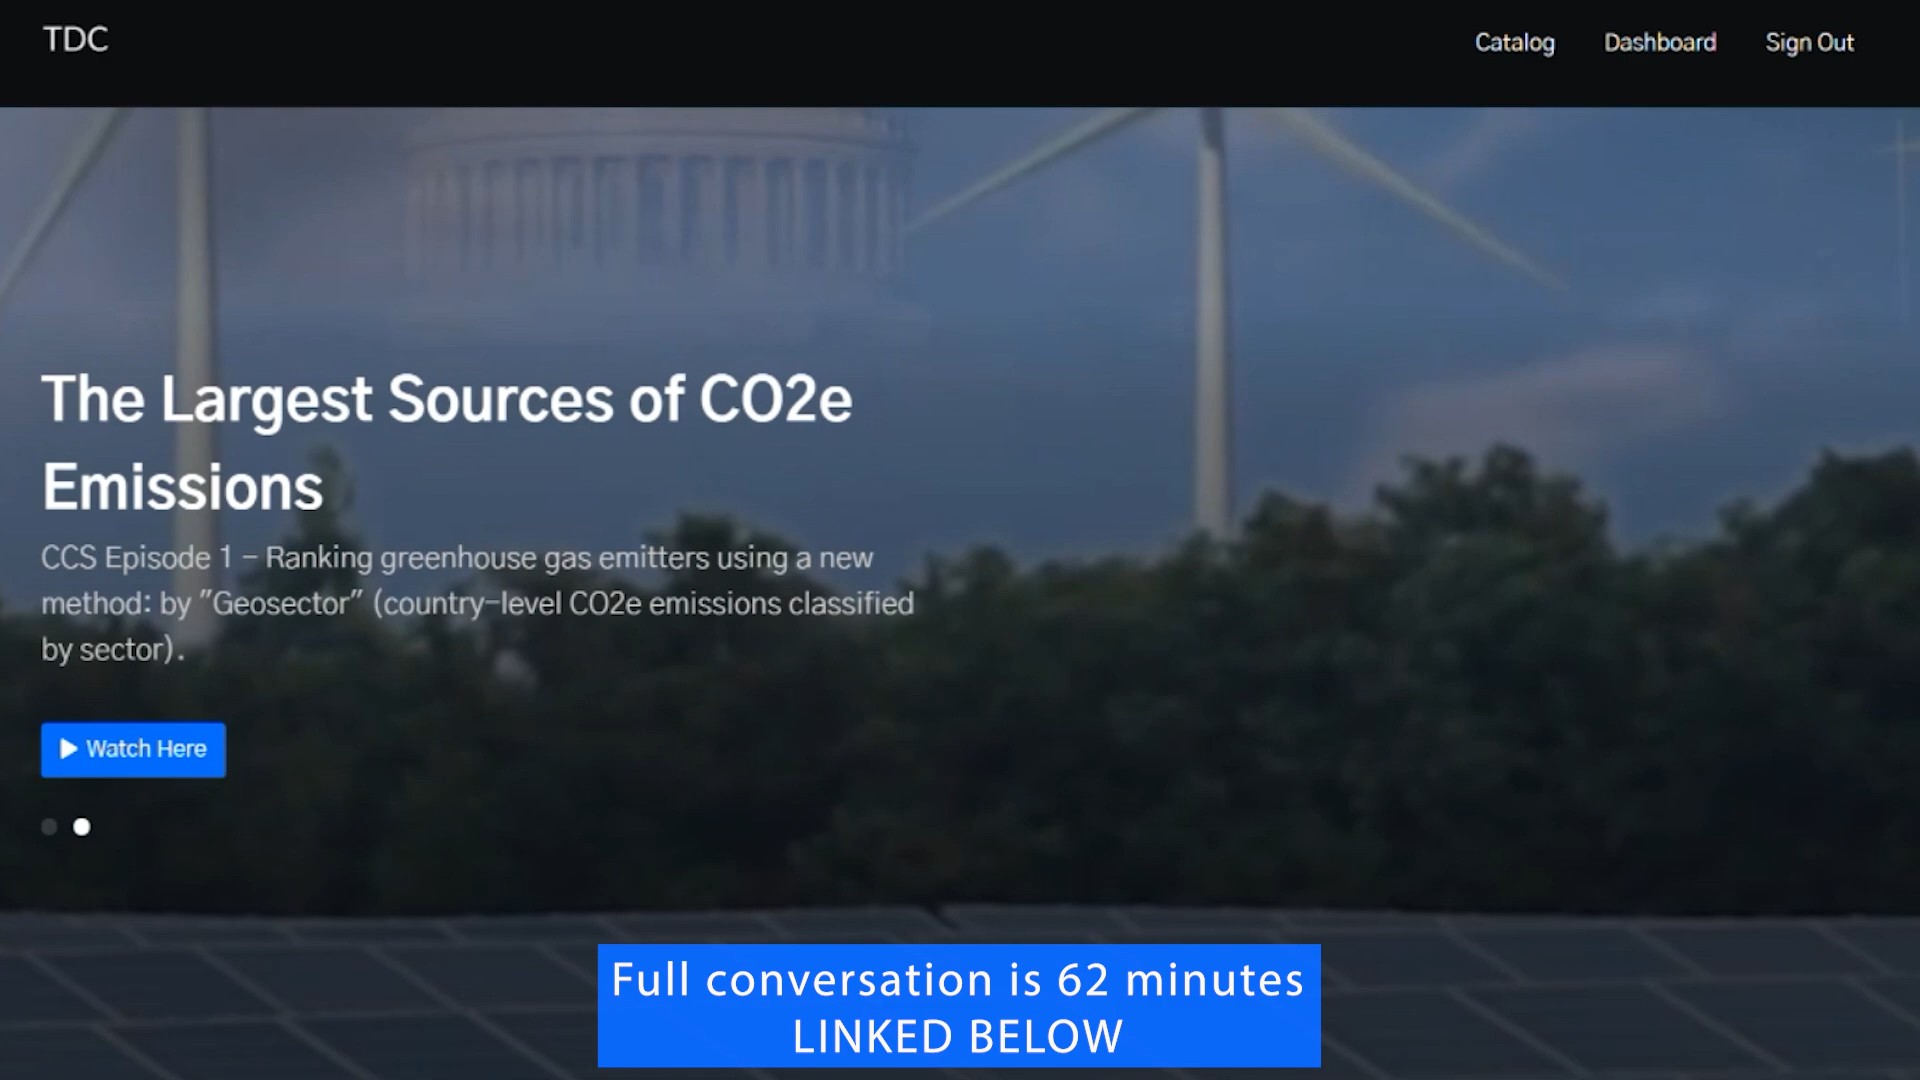 TDC
Catalog
Dashboard
Sign Out
The Largest Sources of CO2e
Emissions
CCS Episode 1 - Ranking greenhouse gas emitters using a new
method: by "Geosector" (country-level CO2e emissions classified
by sector).
Watch Here
Full conversation is 62 minutes
LINKED BELOW